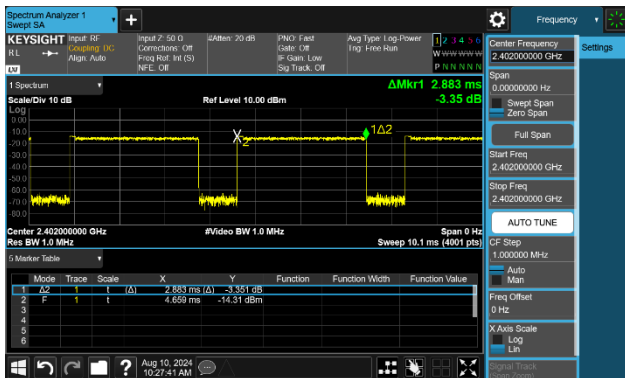 Spectrum Analyzer 1
Swept SA
+
Frequency
KEYSIGHT Input: RF Input Z: 50 Ω #Atten: 20 dB PNO: Fast Avg Type: Log-Power 1 2 3 4 5 6
RL Coupling: DC Corrections: Off Gate: Off Trig: Free Run W W W W W W
Align: Auto Freq Ref: Int (S) IF Gain: Low P N N N N N
NFE: Off Sig Track: Off
1 Spectrum
ΔMkr1 2.883 ms
Scale/Div 10 dB Ref Level 10.00 dBm -3.35 dB
Log
0.00
-10.0
-20.0
-30.0
-40.0
-50.0
-60.0
-70.0
-80.0
2
1Δ2
Center 2.402000000 GHz #Video BW 1.0 MHz Span 0 Hz
Res BW 1.0 MHz Sweep 10.1 ms (4001 pts)
5 Marker Table
Mode Trace Scale X Y Function Function Width Function Value
1 Δ2 1 t (Δ) 2.883 ms (Δ) -3.351 dB
2 F 1 t 4.659 ms -14.31 dBm
3
4
5
6
Aug 10, 2024
10:27:41 AM
Center Frequency
2.402000000 GHz
Settings
Span
0.00000000 Hz
Swept Span
Zero Span
Full Span
Start Freq
2.402000000 GHz
Stop Freq
2.402000000 GHz
AUTO TUNE
CF Step
1.000000 MHz
Auto
Man
Freq Offset
0 Hz
X Axis Scale
Log
Lin
Signal Track
(Span Zoom)